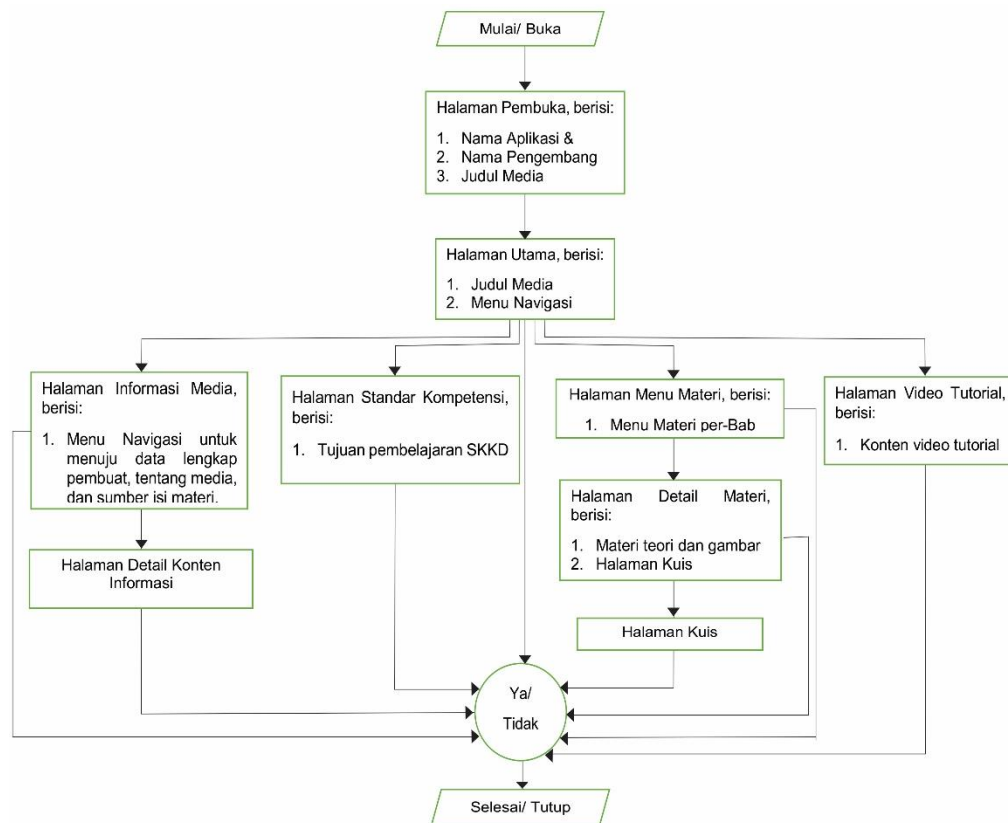 Mulai/ Buka
Halaman Pembuka, berisi:
1. Nama Aplikasi &
2. Nama Pengembang
3. Judul Media
Halaman Utama, berisi:
1. Judul Media
2. Menu Navigasi
Halaman Informasi Media,
berisi:
1. Menu Navigasi untuk
menuju data lengkap
pembuat, tentang media,
dan sumber isi materi.
Halaman Detail Konten
Informasi
Halaman Standar Kompetensi,
berisi:
1. Tujuan pembelajaran SKKD
Halaman Menu Materi, berisi:
1. Menu Materi per-Bab
Halaman Detail Materi,
berisi:
1. Materi teori dan gambar
2. Halaman Kuis
Halaman Kuis
Halaman Video Tutorial,
berisi:
1. Konten video tutorial
Ya/
Tidak
Selesai/ Tutup